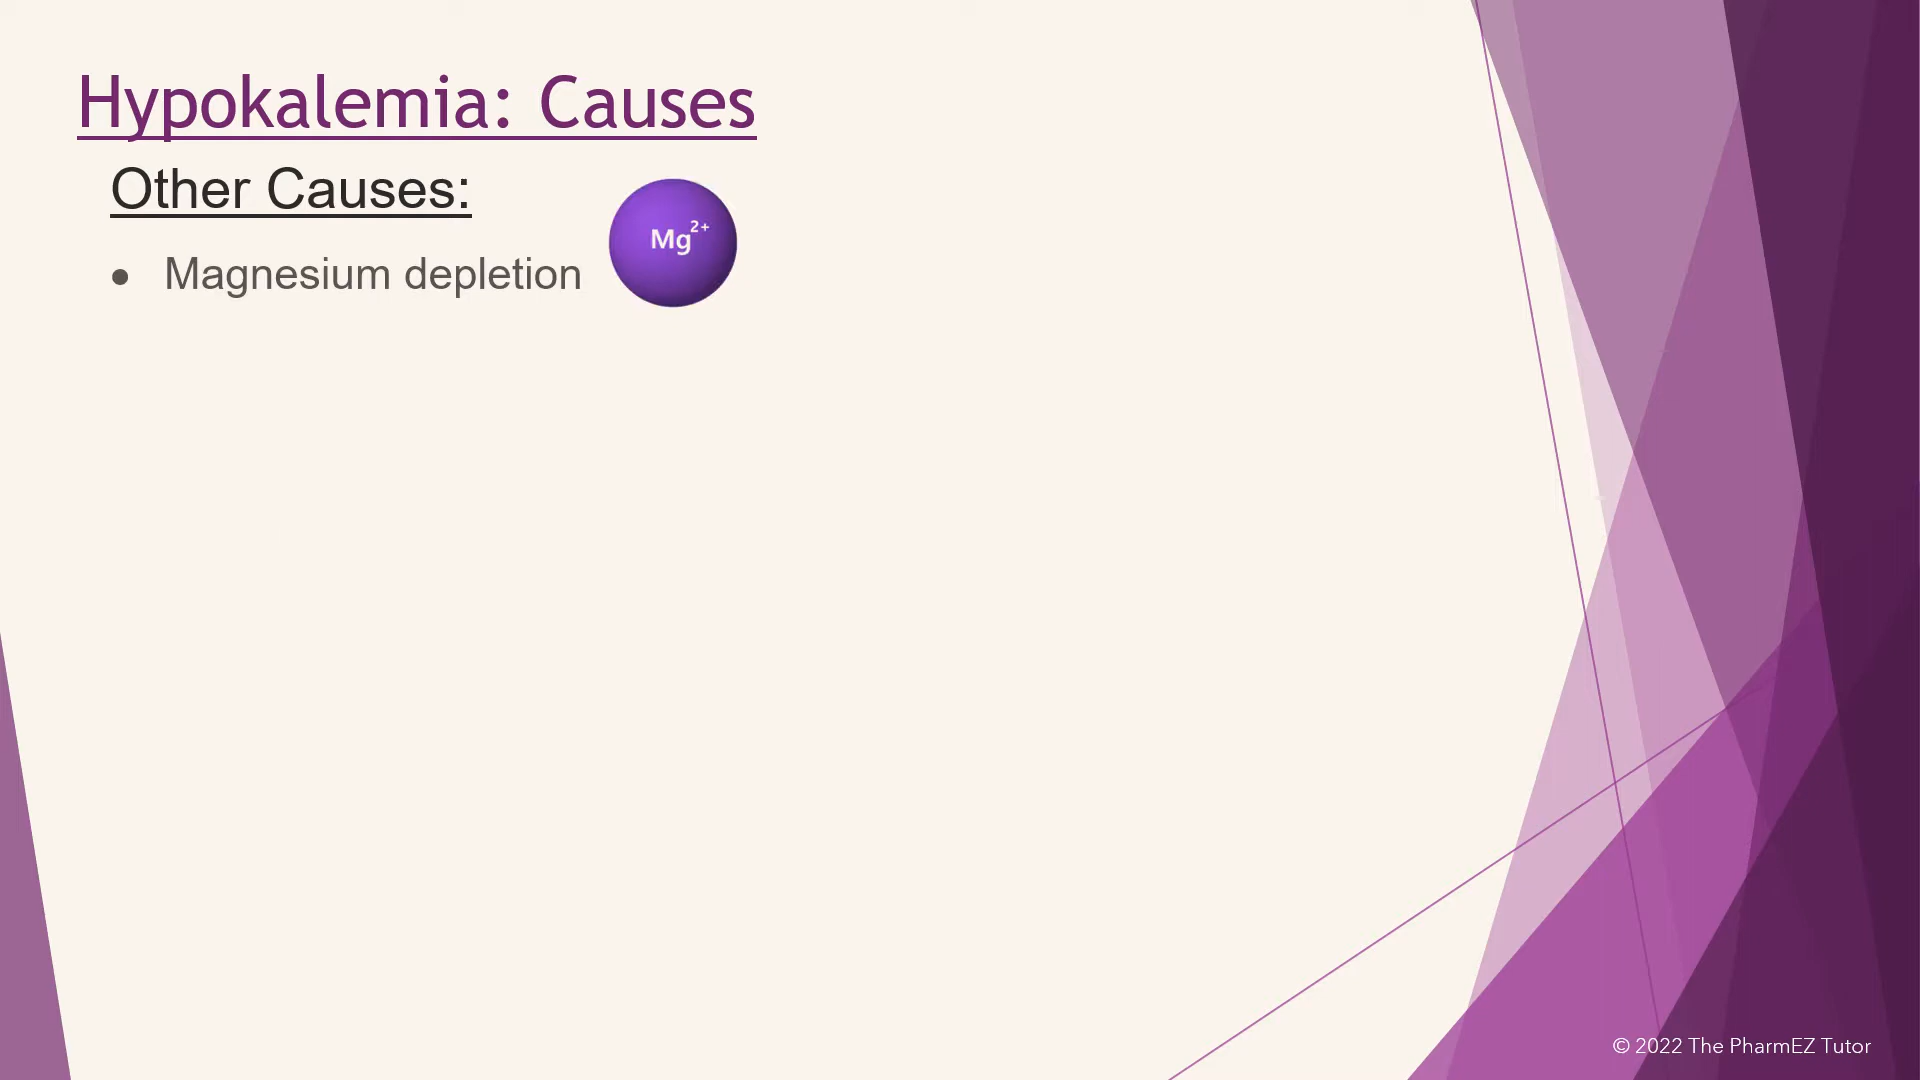 Hypokalemia: Causes
Other Causes:
• Magnesium depletion
Mg²⁺
© 2022 The PharmEZ Tutor